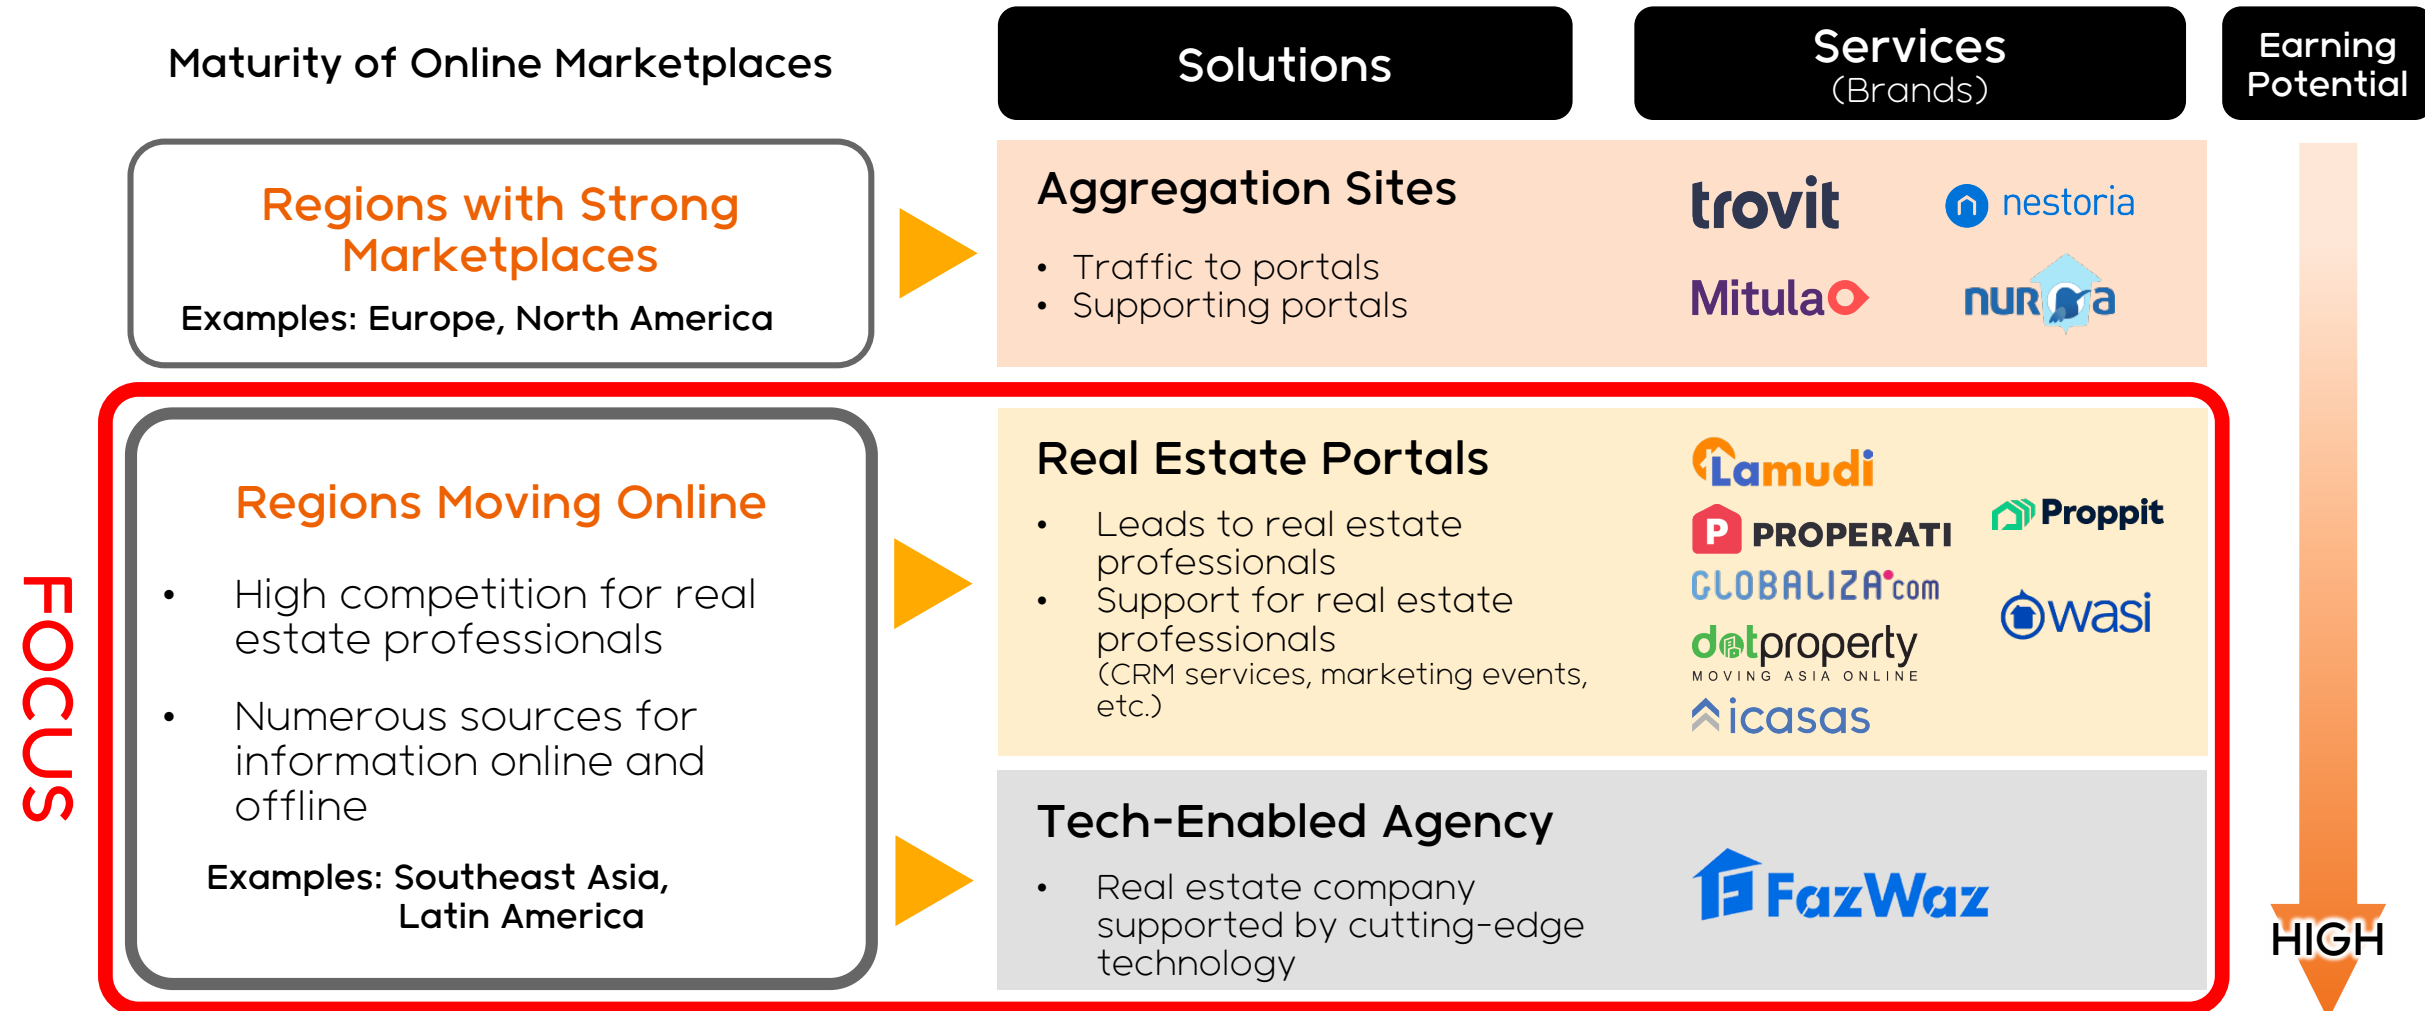 Maturity of Online Marketplaces
Solutions
Services
(Brands)
Earning
Potential
Regions with Strong
Marketplaces
Examples: Europe, North America
Aggregation Sites
• Traffic to portals
• Supporting portals
trovit
nestoria
Mitula
nuroa
FOCUS
Regions Moving Online
• High competition for real
estate professionals
• Numerous sources for
information online and
offline
Examples: Southeast Asia,
Latin America
Real Estate Portals
• Leads to real estate
professionals
• Support for real estate
professionals
(CRM services, marketing events,
etc.)
Lamudi
PROPERATI
Proppit
GLOBALIZA.com
wasi
dotproperty
MOVING ASIA ONLINE
icasas
Tech-Enabled Agency
• Real estate company
supported by cutting-edge
technology
FazWaz
HIGH